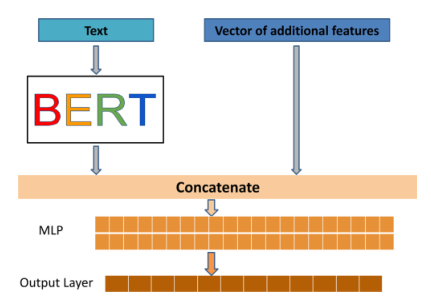 Text
Vector of additional features
BERT
Concatenate
MLP
Output Layer